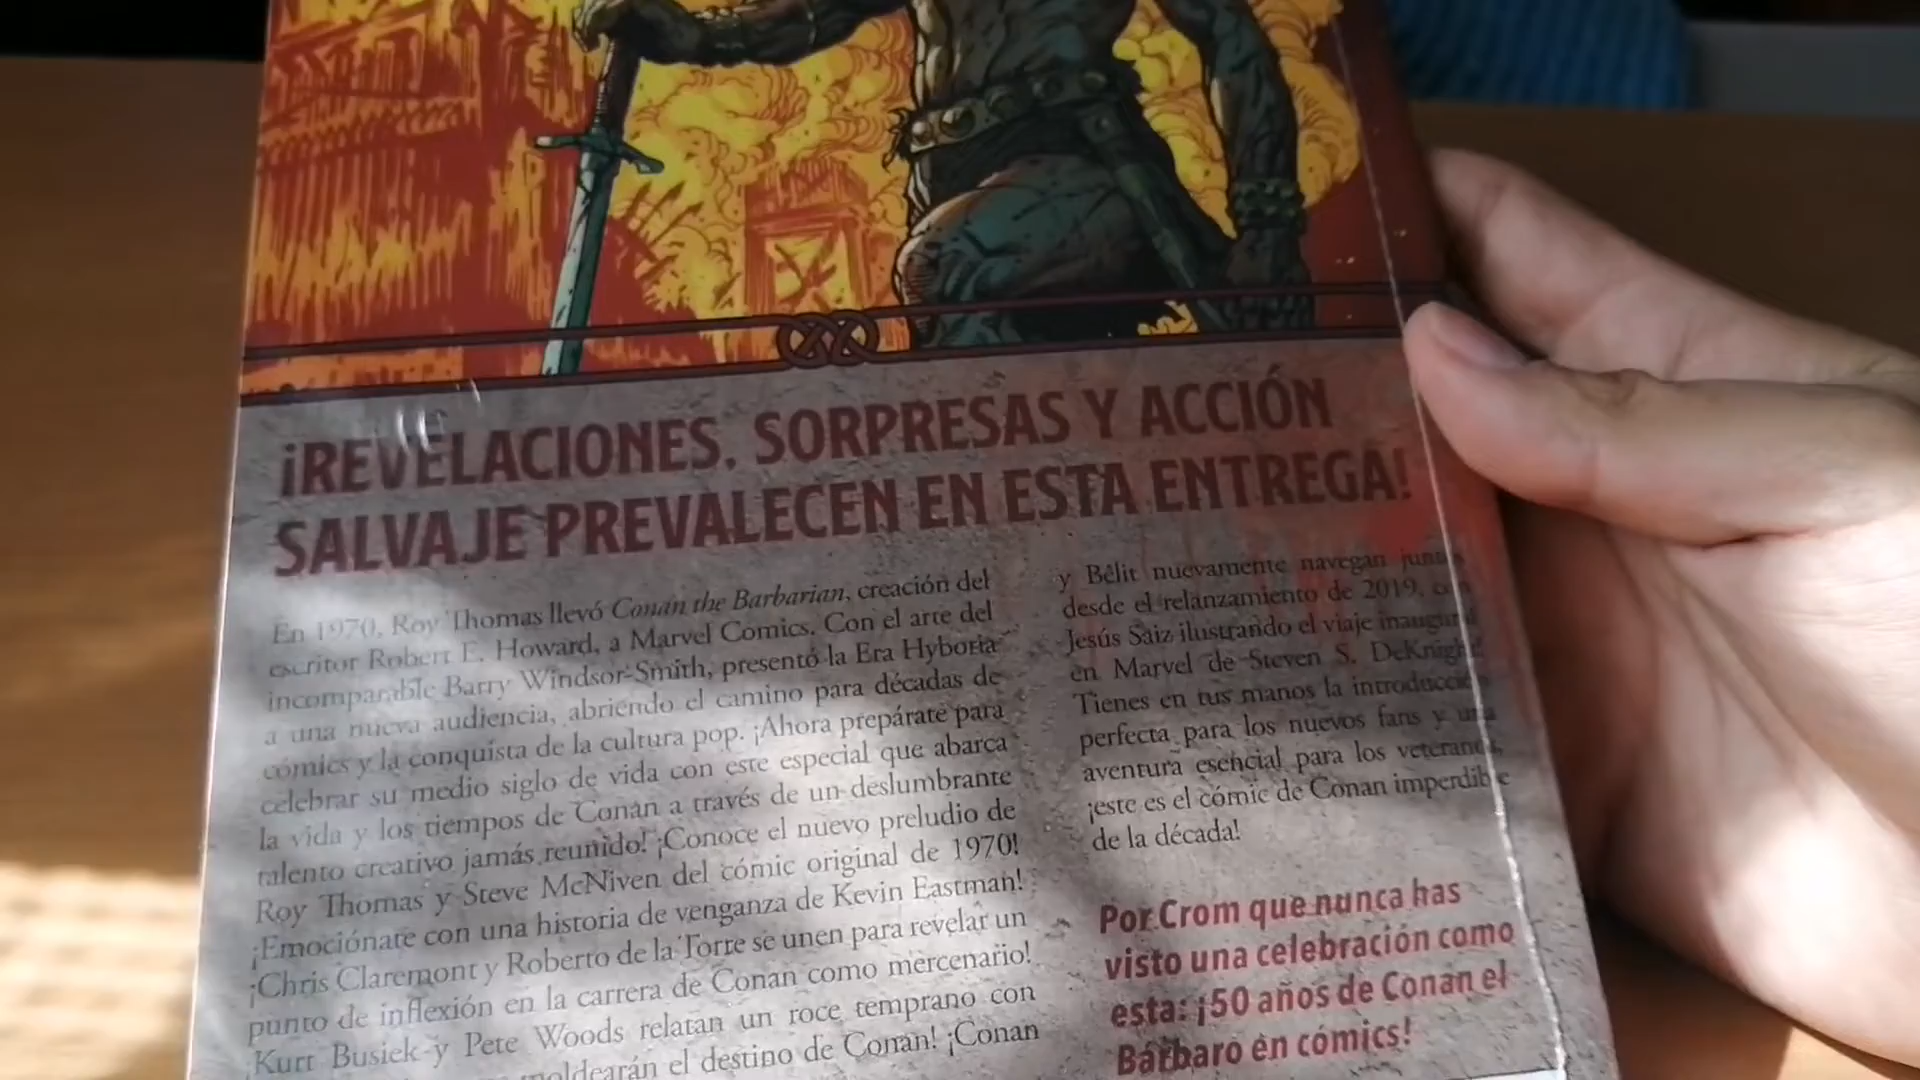 ¡REVELACIONES, SORPRESAS Y ACCIÓN
SALVAJE PREVALECEN EN ESTA ENTREGA!
En 1970, Roy Thomas llevó Conan the Barbarian, creación del
escritor Robert E. Howard, a Marvel Comics. Con el arte del
incomparable Barry Windsor-Smith, presentó la Era Hyboria
a una nueva audiencia, abriendo el camino para décadas de
cómics y la conquista de la cultura pop. ¡Ahora prepárate para
celebrar su medio siglo de vida con este especial que abarca
la vida y los tiempos de Conan a través de un deslumbrante
talento creativo jamás reunido! ¡Conoce el nuevo preludio de
Roy Thomas y Steve McNiven del cómic original de 1970!
¡Emociónate con una historia de venganza de Kevin Eastman!
¡Chris Claremont y Roberto de la Torre se unen para revelar un
punto de inflexión en la carrera de Conan como mercenario!
Kurt Busiek y Pete Woods relatan un roce temprano con
moldearán el destino de Conan! ¡Conan
y Bêlit nuevamente navegan juntos
desde el relanzamiento de 2019, con
Jesús Saiz ilustrando el viaje inaugural
en Marvel de Steven S. DeKnight!
Tienes en tus manos la introducción
perfecta para los nuevos fans y una
aventura esencial para los veteranos,
¡este es el cómic de Conan imperdible
de la década!
Por Crom que nunca has
visto una celebración como
esta: ¡50 años de Conan el
Bárbaro en cómics!